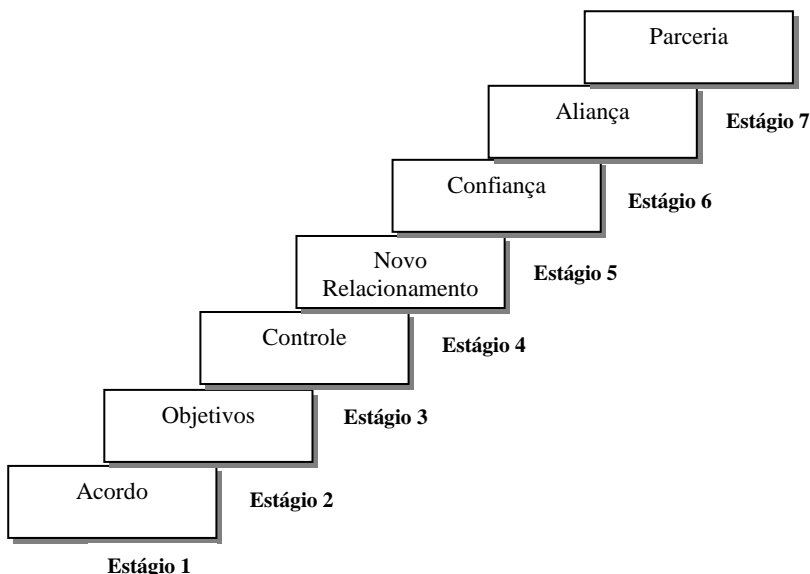 Parceria
Aliança
Estágio 7
Confiança
Estágio 6
Novo
Relacionamento
Estágio 5
Controle
Estágio 4
Objetivos
Estágio 3
Acordo
Estágio 2
Estágio 1